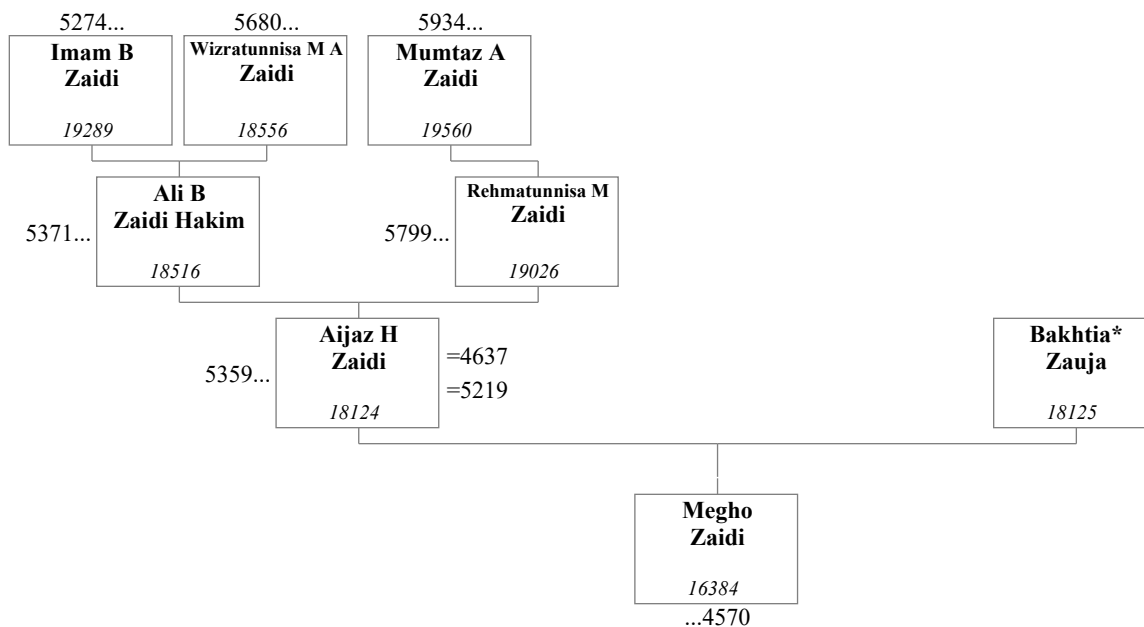 5274... 5680... 5934...
Imam B Wizratunnisa M A Mumtaz A
Zaidi Zaidi Zaidi
19289 18556 19560
Ali B Rehmatunnisa M
Zaidi Hakim Zaidi
5371... 5799...
18516 19026
Aijaz H Bakhtia*
Zaidi =4637 Zauja
5359... =5219
18124 18125
Megho
Zaidi
16384
...4570